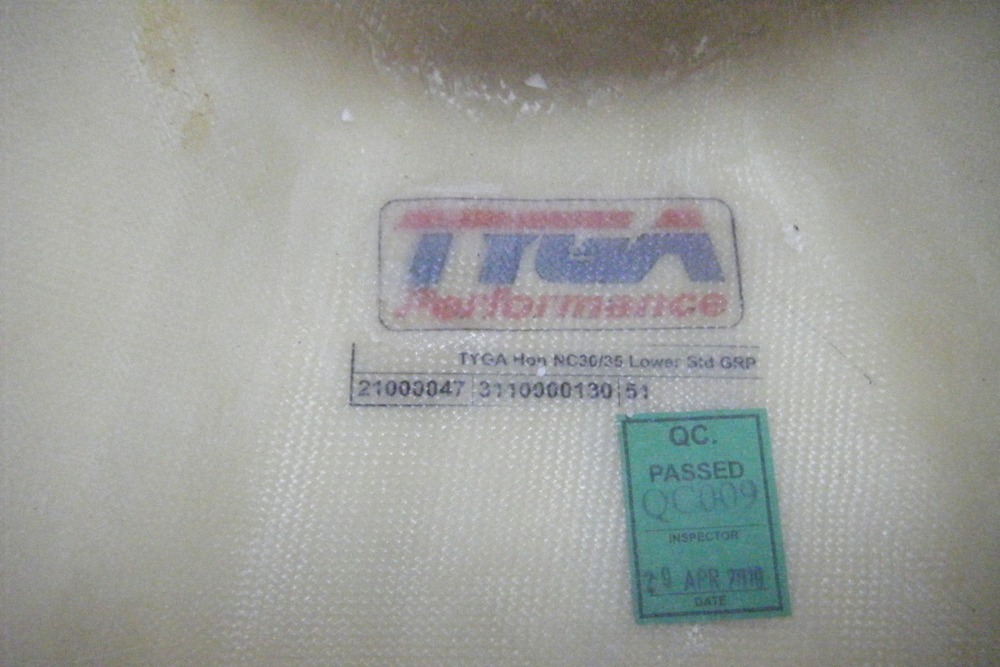 TYGA
Performance
TYGA Hon NC30/35 Lower Std GRP
21000047 3110000130 51
QC.
PASSED
QC009
INSPECTOR
29 APR 2010
DATE